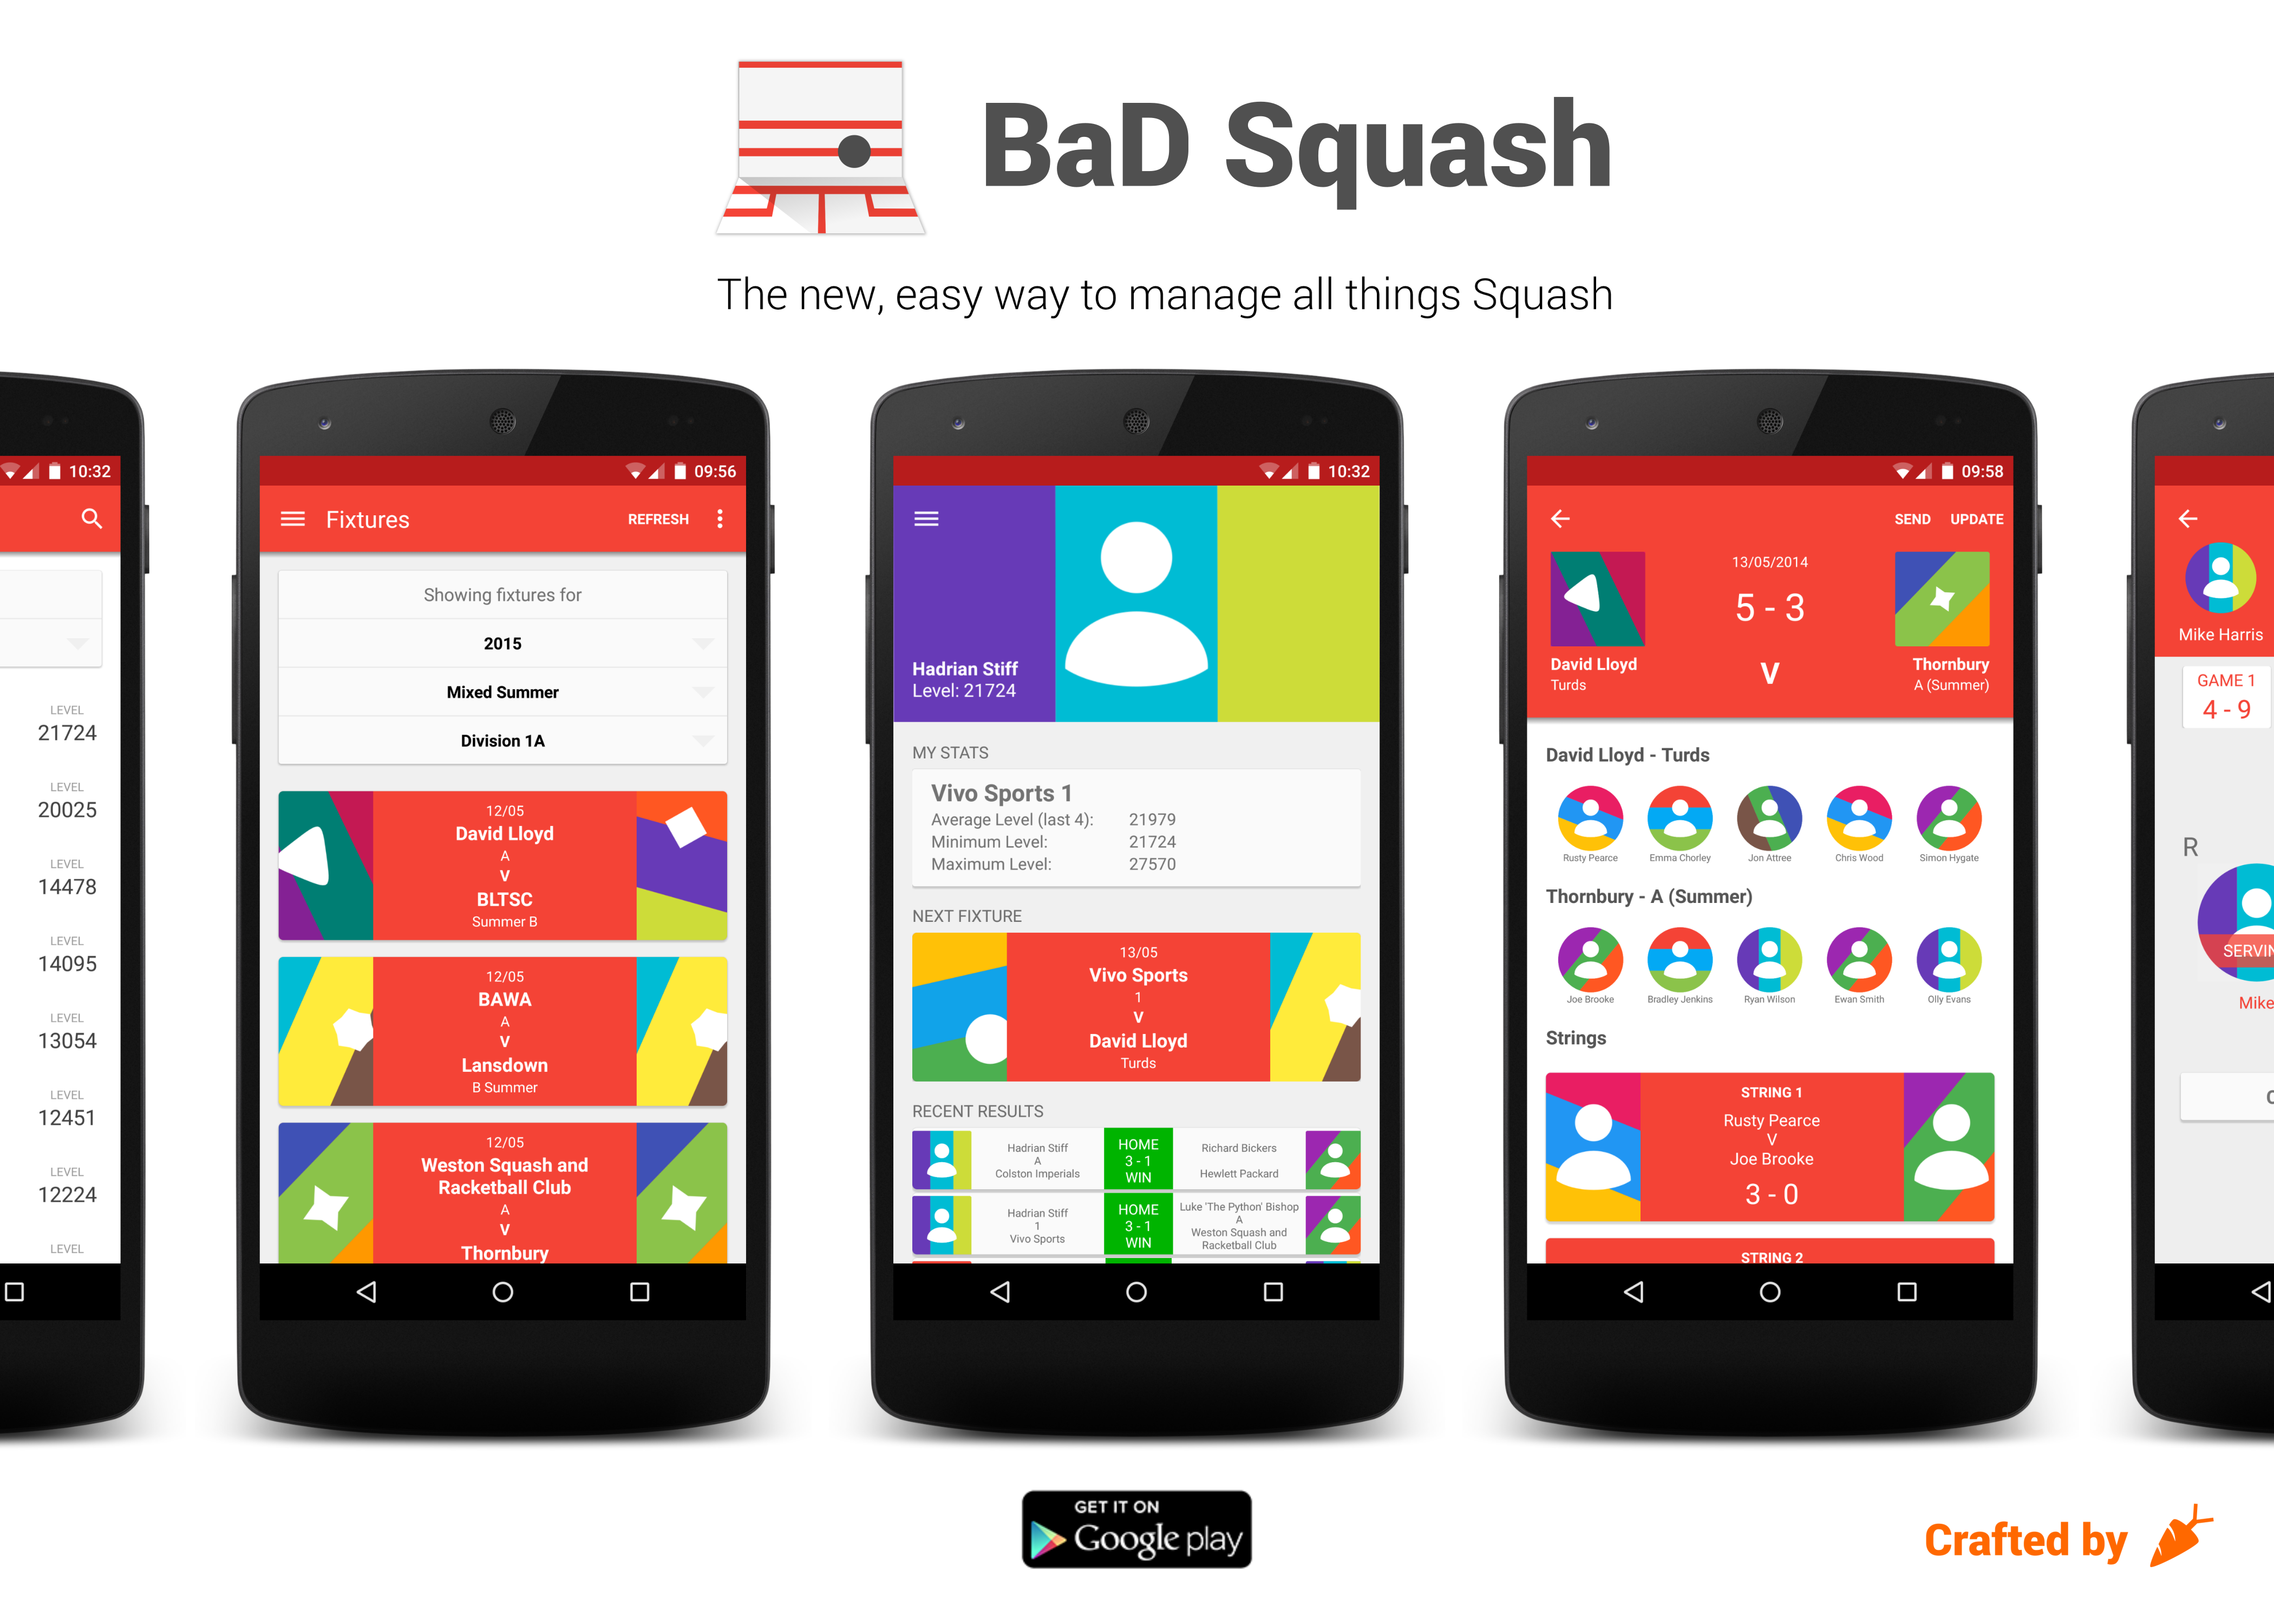 BaD Squash
The new, easy way to manage all things Squash
10:32
LEVEL
21724
LEVEL
20025
LEVEL
14478
LEVEL
14095
LEVEL
13054
LEVEL
12451
LEVEL
12224
LEVEL
09:56
Fixtures
REFRESH
Showing fixtures for
2015
Mixed Summer
Division 1A
12/05
David Lloyd
A
V
BLTSC
Summer B
12/05
BAWA
A
V
Lansdown
B Summer
12/05
Weston Squash and
Racketball Club
A
V
Thornbury
10:32
Hadrian Stiff
Level: 21724
MY STATS
Vivo Sports 1
Average Level (last 4): 21979
Minimum Level: 21724
Maximum Level: 27570
NEXT FIXTURE
13/05
Vivo Sports
1
V
David Lloyd
Turds
RECENT RESULTS
Hadrian Stiff
A
Colston Imperials
HOME
3 - 1
WIN
Richard Bickers
Hewlett Packard
Hadrian Stiff
1
Vivo Sports
HOME
3 - 1
WIN
Luke 'The Python' Bishop
A
Weston Squash and
Racketball Club
09:58
SEND UPDATE
13/05/2014
5 - 3
V
David Lloyd
Turds
Thornbury
A (Summer)
David Lloyd - Turds
Rusty Pearce Emma Chorley Jon Attree Chris Wood Simon Hygate
Thornbury - A (Summer)
Joe Brooke Bradley Jenkins Ryan Wilson Ewan Smith Olly Evans
Strings
STRING 1
Rusty Pearce
V
Joe Brooke
3 - 0
STRING 2
Mike Harris
GAME 1
4 - 9
R
SERVIN
Mike
GET IT ON
Google play
Crafted by